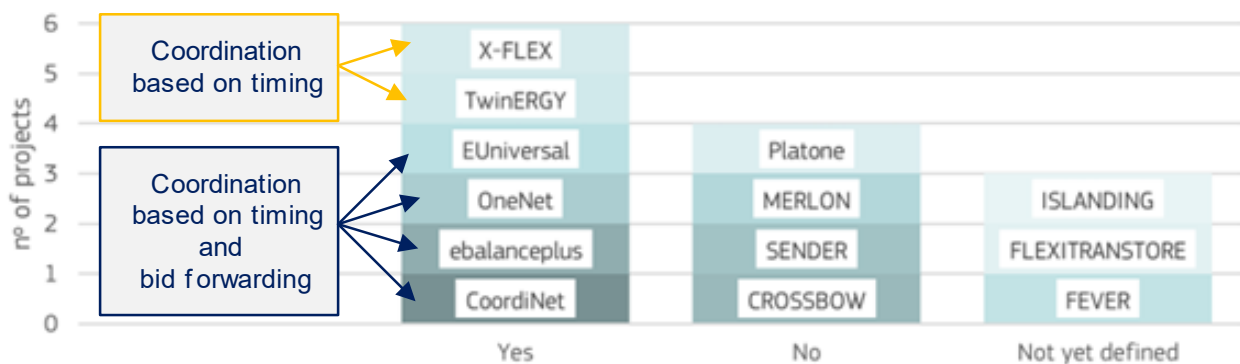 Coordination
based on timing
Coordination
based on timing
and
bid forwarding
nº of projects
6
5
4
3
2
1
0
X-FLEX
TwinERGY
EUniversal
OneNet
ebalanceplus
CoordiNet
Platone
MERLON
SENDER
CROSSBOW
ISLANDING
FLEXITRANSTORE
FEVER
Yes
No
Not yet defined